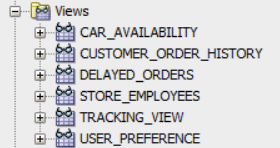 Views
CAR_AVAILABILITY
CUSTOMER_ORDER_HISTORY
DELAYED_ORDERS
STORE_EMPLOYEES
TRACKING_VIEW
USER_PREFERENCE